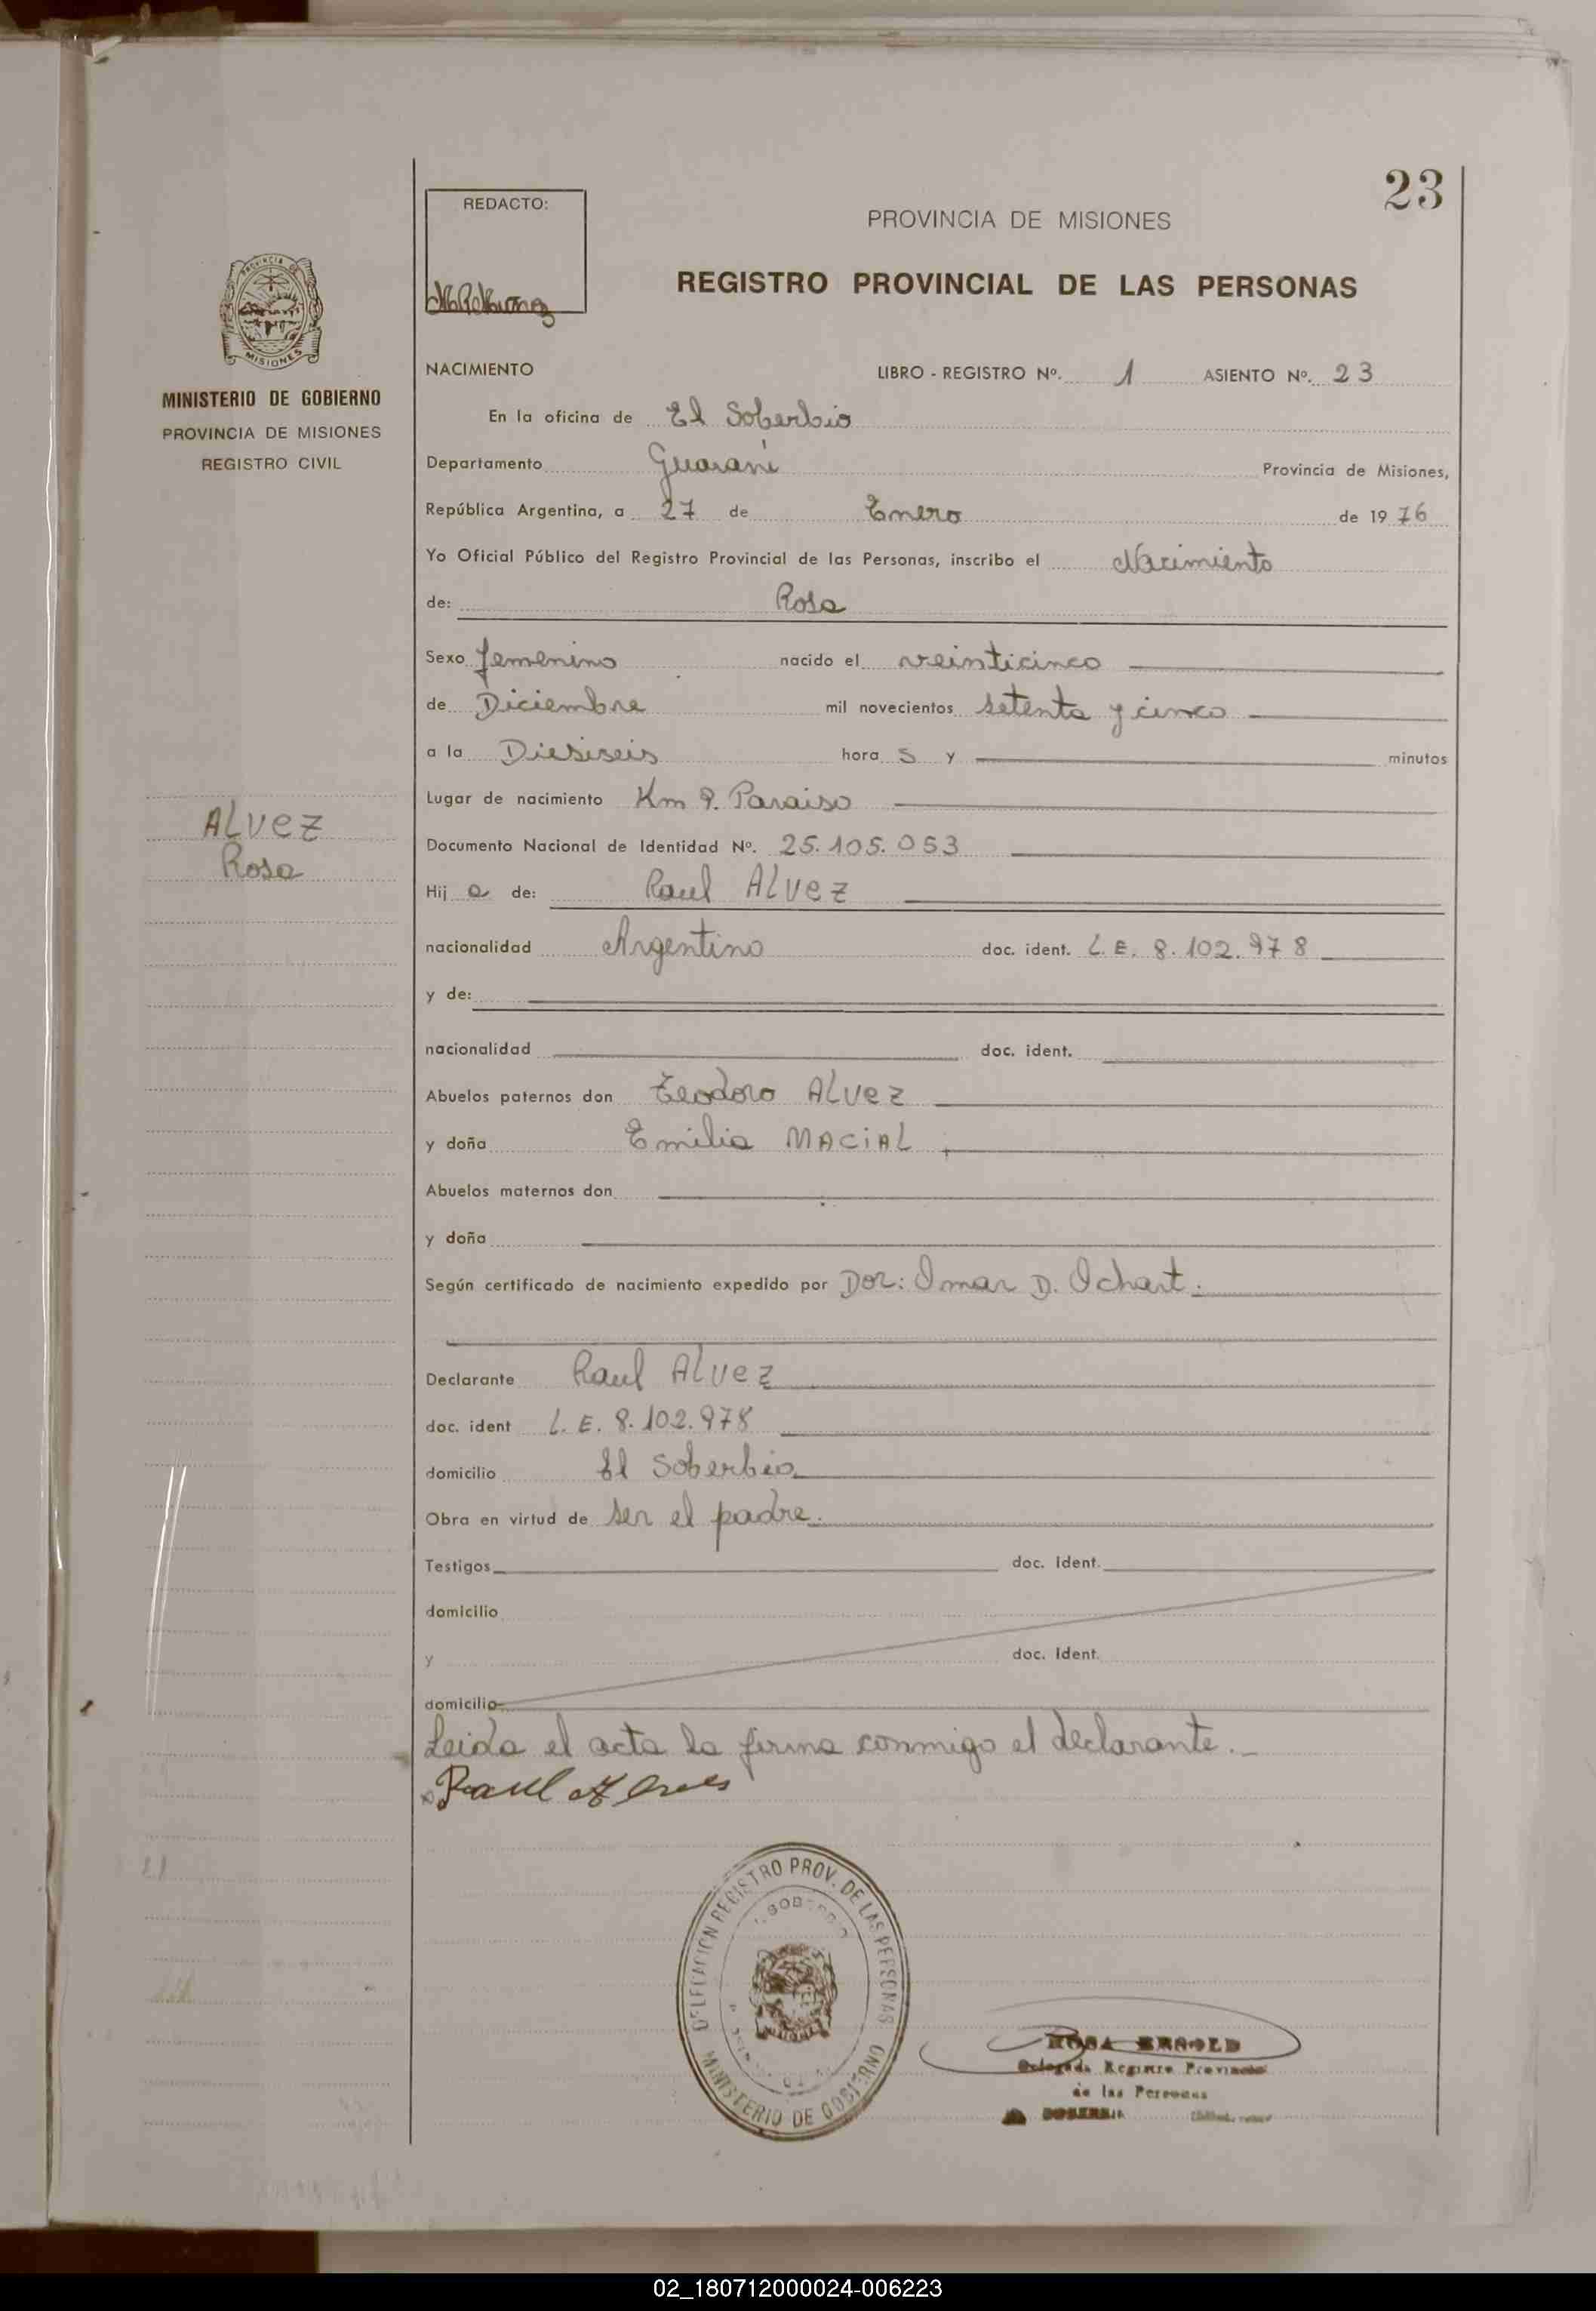 23
REDACTO:
PROVINCIA DE MISIONES
REGISTRO PROVINCIAL DE LAS PERSONAS
PROVINCIA DE
MISIONES
MINISTERIO DE GOBIERNO
PROVINCIA DE MISIONES
REGISTRO CIVIL
NACIMIENTO LIBRO - REGISTRO Nº. 1 ASIENTO Nº. 23
En la oficina de El Soberbio
Departamento Guaraní Provincia de Misiones,
República Argentina, a 27 de Enero de 1976
Yo Oficial Público del Registro Provincial de las Personas, inscribo el Nacimiento
de: Rosa
Sexo femenino nacido el veinticinco
de Diciembre mil novecientos setenta y cinco
a la Diesiseis hora s y minutos
Lugar de nacimiento Km 9. Paraiso
ALVEZ
Rosa
Documento Nacional de Identidad Nº. 25.105.053
Hij a de: Raul ALVEZ
nacionalidad Argentino doc. ident. L.E. 8.102.978
y de:
nacionalidad doc. ident.
Abuelos paternos don Teodoro ALVEZ
y doña Emilia MACIAL
Abuelos maternos don
y doña
Según certificado de nacimiento expedido por Dor: Omar D. Ochart.
Declarante Raul ALVEZ
doc. ident L.E. 8.102.978
domicilio El Soberbio
Obra en virtud de ser el padre.
Testigos doc. ident.
domicilio
y doc. ident.
domicilio
Leida el acta la firma conmigo el declarante.
Raul Alves
DELEGACION REGISTRO PROV. DE LAS PERSONAS
MINISTERIO DE GOBIERNO
ROSA
Delegada Registro Provincial
de las Personas
02_180712000024-006223